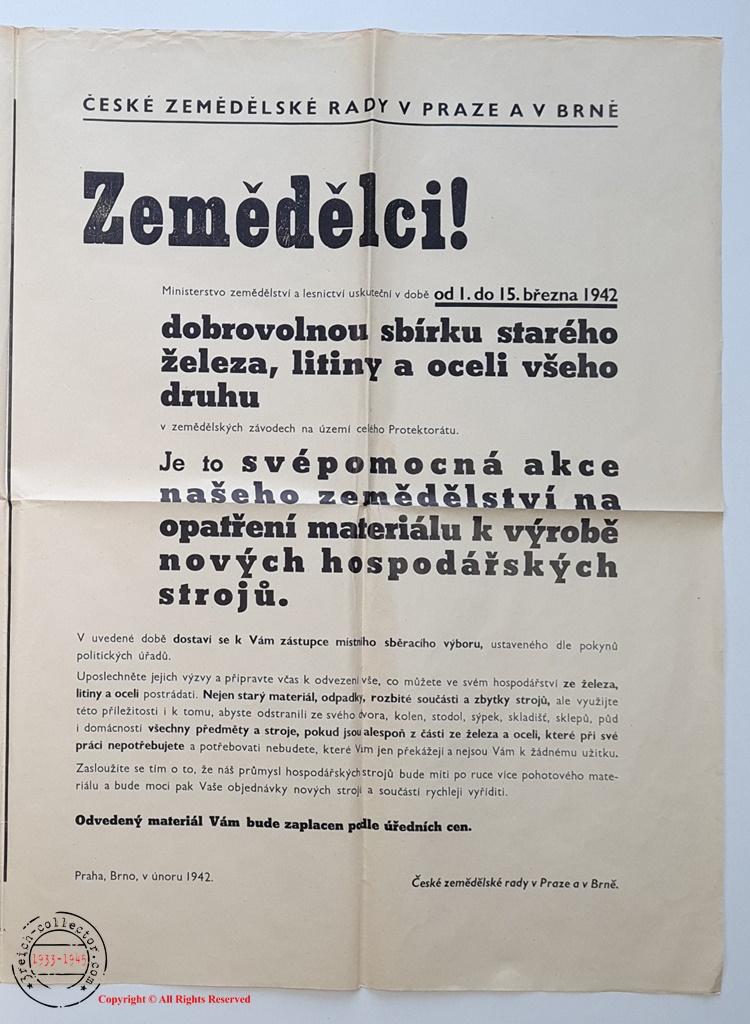 ČESKÉ ZEMĚDĚLSKÉ RADY V PRAZE A V BRNĚ
Zemědělci!
Ministerstvo zemědělství a lesnictví uskuteční v době od 1. do 15. března 1942
dobrovolnou sbírku starého
železa, litiny a oceli všeho
druhu
v zemědělských závodech na území celého Protektorátu.
Je to svépomocná akce
našeho zemědělství na
opatření materiálu k výrobě
nových hospodářských
strojů.
V uvedené době dostaví se k Vám zástupce místního sběracího výboru, ustaveného dle pokynů
politických úřadů.
Uposlechněte jejich výzvy a připravte včas k odvezení vše, co můžete ve svém hospodářství ze železa,
litiny a oceli postrádati. Nejen starý materiál, odpadky, rozbité součásti a zbytky strojů, ale využijte
této příležitosti i k tomu, abyste odstranili ze svého dvora, kolen, stodol, sýpek, skladišť, sklepů, půd
i domácností všechny předměty a stroje, pokud jsou alespoň z části ze železa a oceli, které při své
práci nepotřebujete a potřebovati nebudete, které Vám jen překážejí a nejsou Vám k žádnému užitku.
Zasloužíte se tím o to, že náš průmysl hospodářských strojů bude míti po ruce více pohotového mate-
riálu a bude moci pak Vaše objednávky nových strojů a součástí rychleji vyříditi.
Odvedený materiál Vám bude zaplacen podle úředních cen.
Praha, Brno, v únoru 1942.
České zemědělské rady v Praze a v Brně.
3reich-collector.com
1933-1945
Copyright © All Rights Reserved